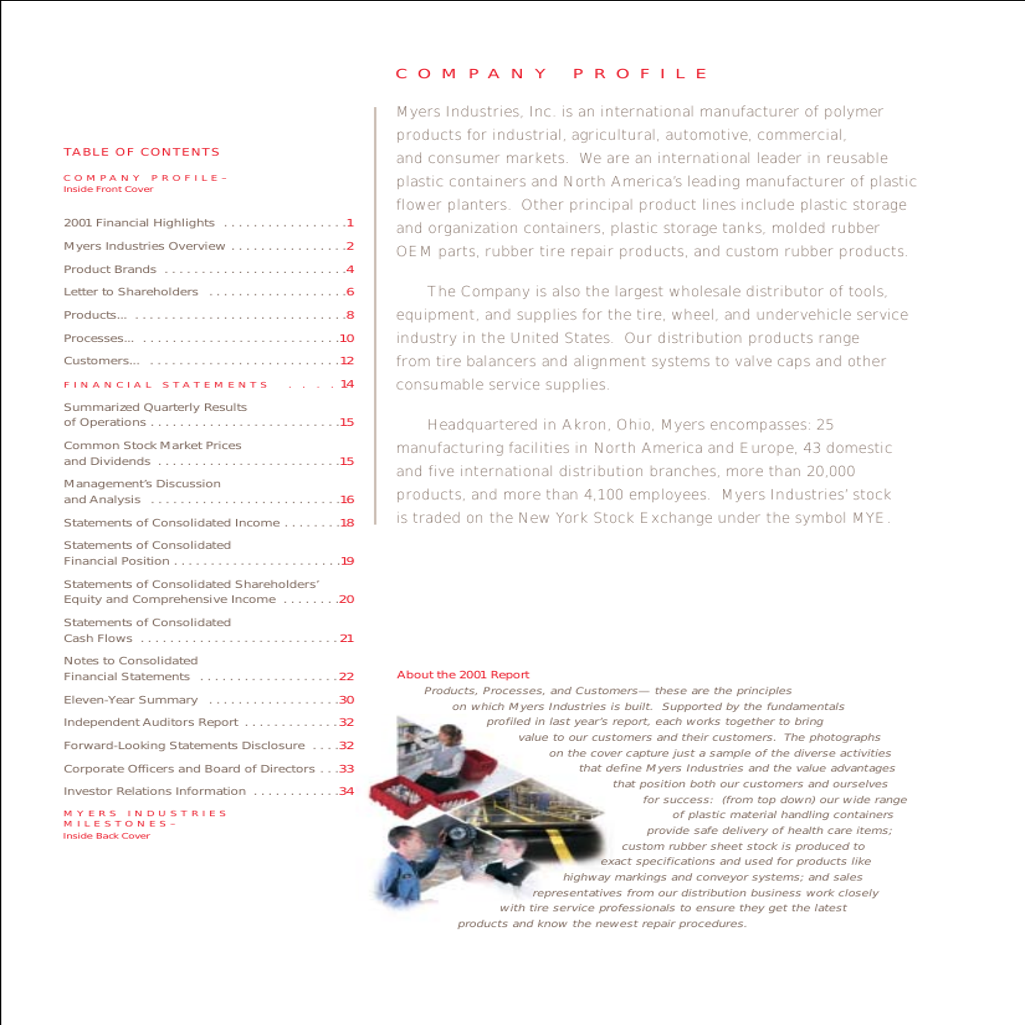 COMPANY PROFILE
Myers Industries, Inc. is an international manufacturer of polymer
products for industrial, agricultural, automotive, commercial,
and consumer markets. We are an international leader in reusable
plastic containers and North America's leading manufacturer of plastic
flower planters. Other principal product lines include plastic storage
and organization containers, plastic storage tanks, molded rubber
OEM parts, rubber tire repair products, and custom rubber products.
The Company is also the largest wholesale distributor of tools,
equipment, and supplies for the tire, wheel, and undervehicle service
industry in the United States. Our distribution products range
from tire balancers and alignment systems to valve caps and other
consumable service supplies.
Headquartered in Akron, Ohio, Myers encompasses: 25
manufacturing facilities in North America and Europe, 43 domestic
and five international distribution branches, more than 20,000
products, and more than 4,100 employees. Myers Industries' stock
is traded on the New York Stock Exchange under the symbol MYE.
TABLE OF CONTENTS
COMPANY PROFILE–
Inside Front Cover
2001 Financial Highlights . . . . . . . . . . . . . . . . .1
Myers Industries Overview . . . . . . . . . . . . . . . .2
Product Brands . . . . . . . . . . . . . . . . . . . . . . . . .4
Letter to Shareholders . . . . . . . . . . . . . . . . . . .6
Products... . . . . . . . . . . . . . . . . . . . . . . . . . . . . .8
Processes... . . . . . . . . . . . . . . . . . . . . . . . . . . .10
Customers... . . . . . . . . . . . . . . . . . . . . . . . . . .12
FINANCIAL STATEMENTS . . . . 14
Summarized Quarterly Results
of Operations . . . . . . . . . . . . . . . . . . . . . . . . . .15
Common Stock Market Prices
and Dividends . . . . . . . . . . . . . . . . . . . . . . . . .15
Management's Discussion
and Analysis . . . . . . . . . . . . . . . . . . . . . . . . . .16
Statements of Consolidated Income . . . . . . . .18
Statements of Consolidated
Financial Position . . . . . . . . . . . . . . . . . . . . . . .19
Statements of Consolidated Shareholders'
Equity and Comprehensive Income . . . . . . . .20
Statements of Consolidated
Cash Flows . . . . . . . . . . . . . . . . . . . . . . . . . . .21
Notes to Consolidated
Financial Statements . . . . . . . . . . . . . . . . . . .22
Eleven-Year Summary . . . . . . . . . . . . . . . . . .30
Independent Auditors Report . . . . . . . . . . . . .32
Forward-Looking Statements Disclosure . . . .32
Corporate Officers and Board of Directors . . .33
Investor Relations Information . . . . . . . . . . . .34
MYERS INDUSTRIES
MILESTONES–
Inside Back Cover
About the 2001 Report
Products, Processes, and Customers— these are the principles
on which Myers Industries is built. Supported by the fundamentals
profiled in last year's report, each works together to bring
value to our customers and their customers. The photographs
on the cover capture just a sample of the diverse activities
that define Myers Industries and the value advantages
that position both our customers and ourselves
for success: (from top down) our wide range
of plastic material handling containers
provide safe delivery of health care items;
custom rubber sheet stock is produced to
exact specifications and used for products like
highway markings and conveyor systems; and sales
representatives from our distribution business work closely
with tire service professionals to ensure they get the latest
products and know the newest repair procedures.